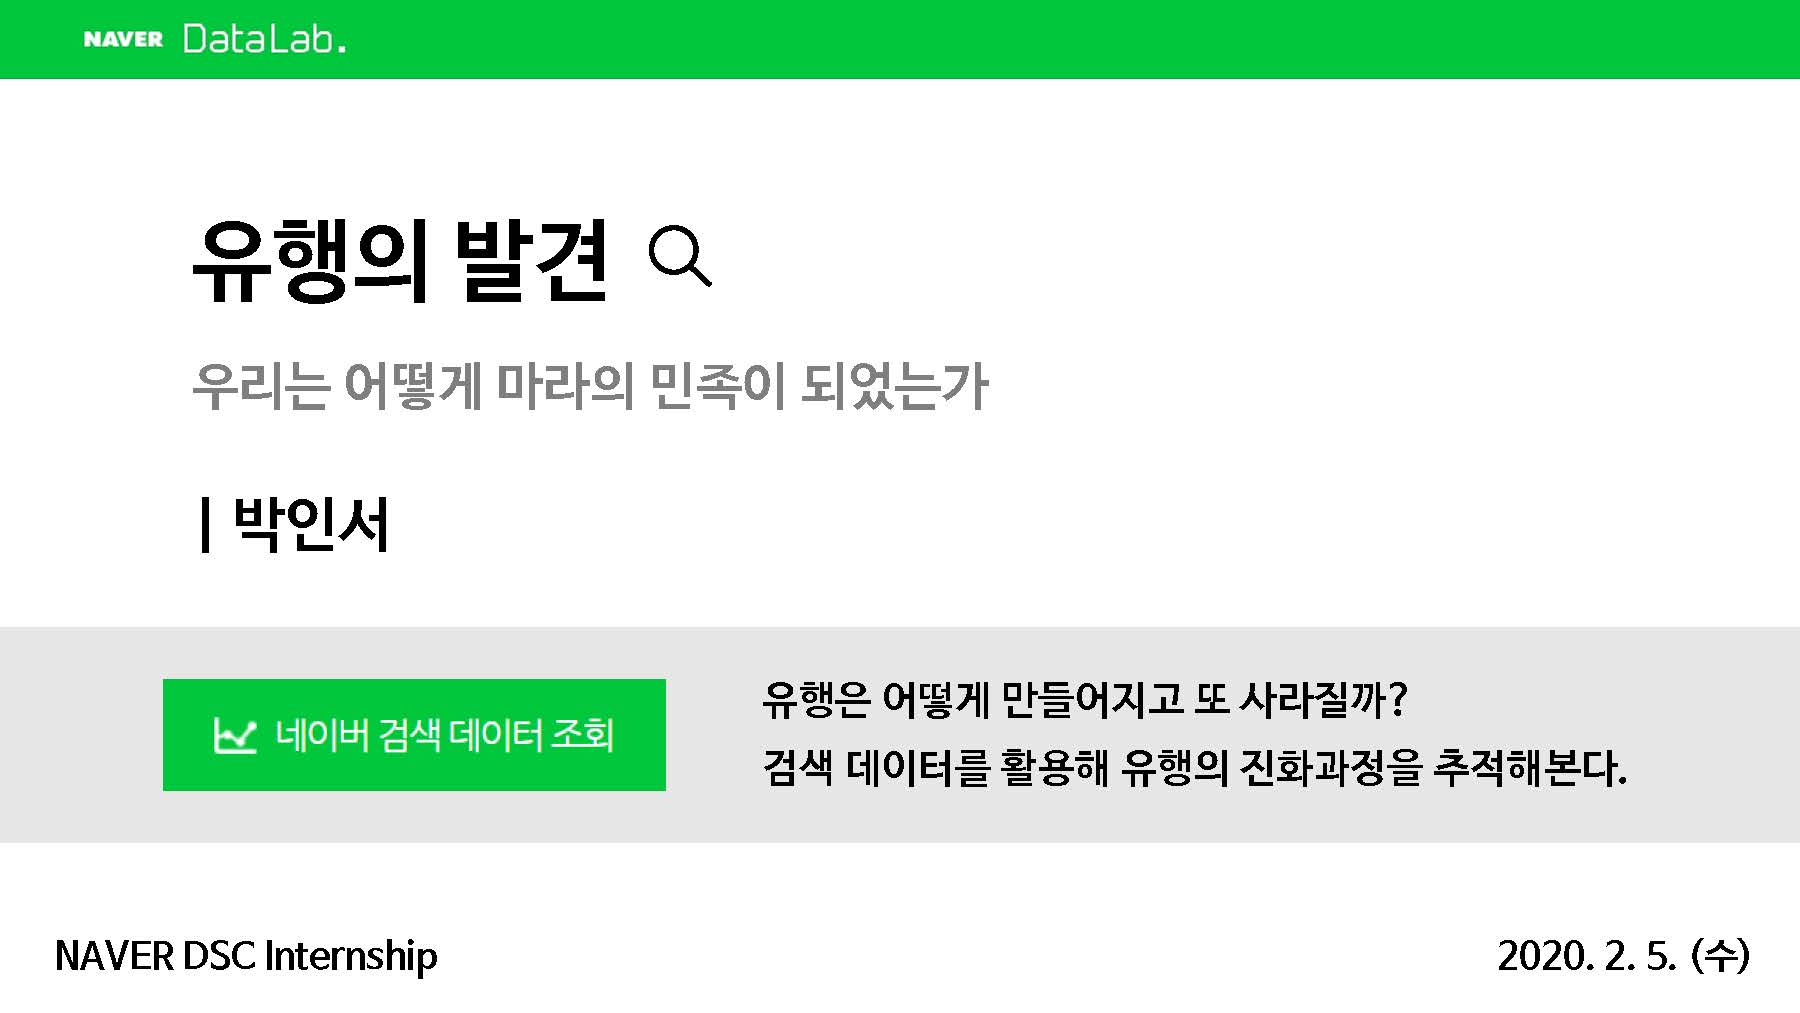 NAVER DataLab.
유행의 발견
우리는 어떻게 마라의 민족이 되었는가
| 박인서
네이버 검색 데이터 조회
유행은 어떻게 만들어지고 또 사라질까?
검색 데이터를 활용해 유행의 진화과정을 추적해본다.
NAVER DSC Internship
2020. 2. 5. (수)